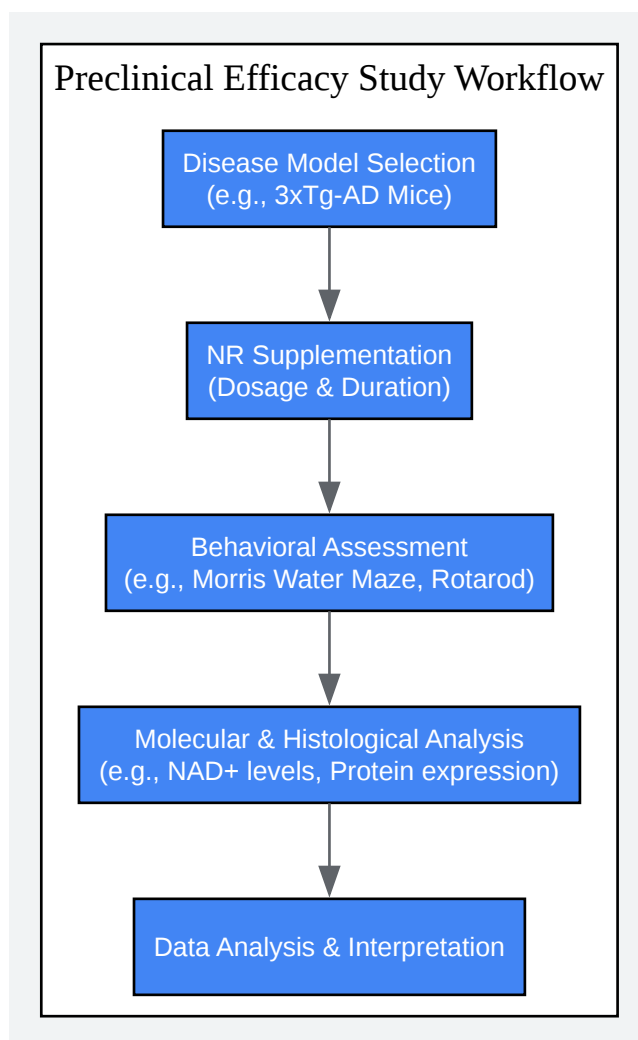 Preclinical Efficacy Study Workflow
Disease Model Selection
(e.g., 3xTg-AD Mice)
NR Supplementation
(Dosage & Duration)
Behavioral Assessment
(e.g., Morris Water Maze, Rotarod)
Molecular & Histological Analysis
(e.g., NAD+ levels, Protein expression)
Data Analysis & Interpretation